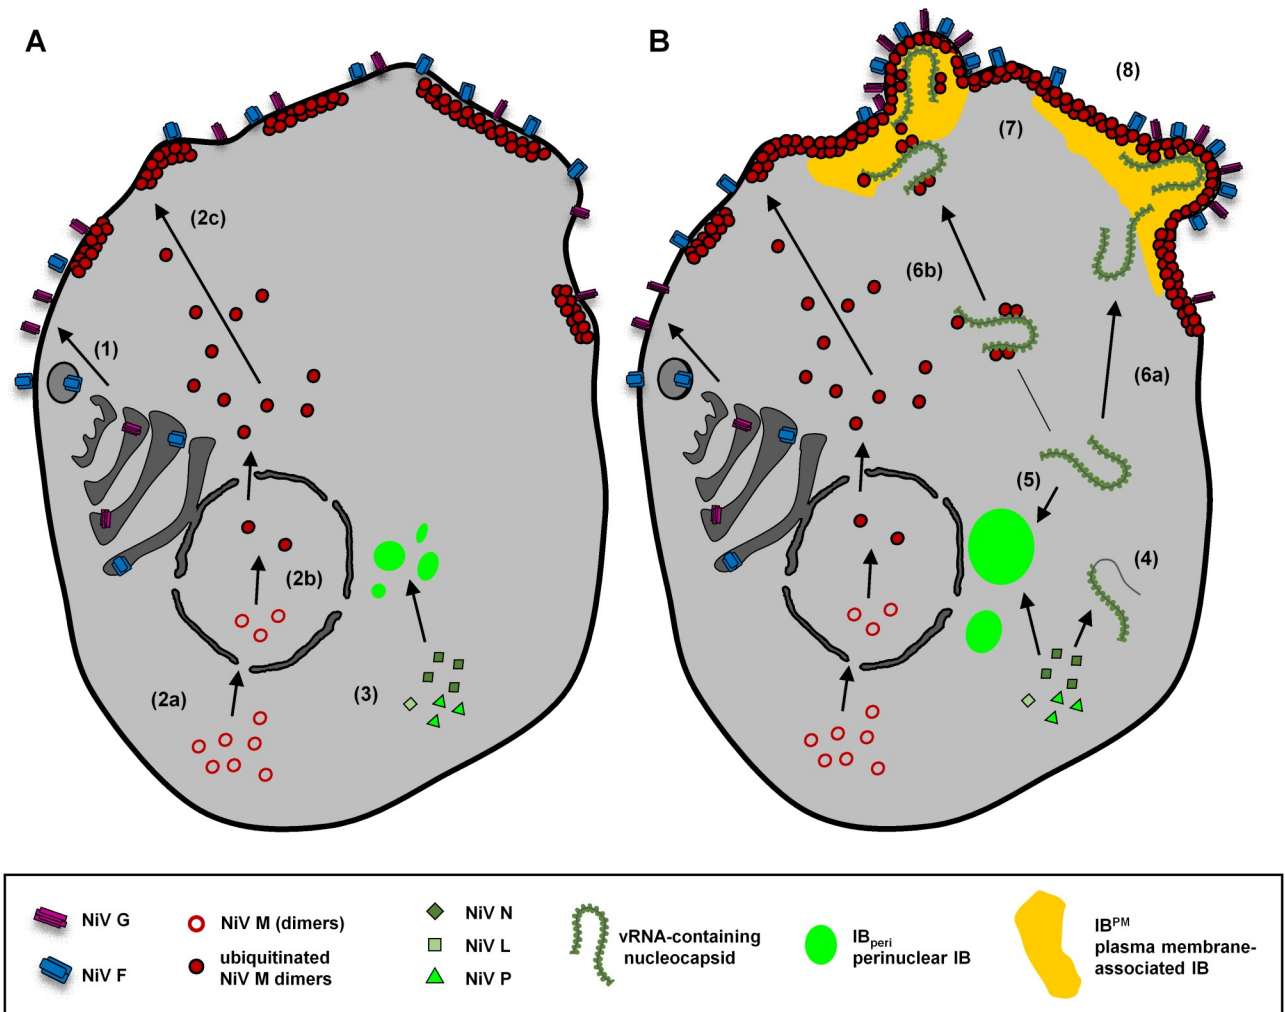 A
B
(1)
(2a)
(2b)
(2c)
(3)
(4)
(5)
(6a)
(6b)
(7)
(8)
NiV G
NiV F
NiV M (dimers)
ubiquitinated
NiV M dimers
NiV N
NiV L
NiV P
vRNA-containing
nucleocapsid
IBperi
perinuclear IB
IBPM
plasma membrane-
associated IB